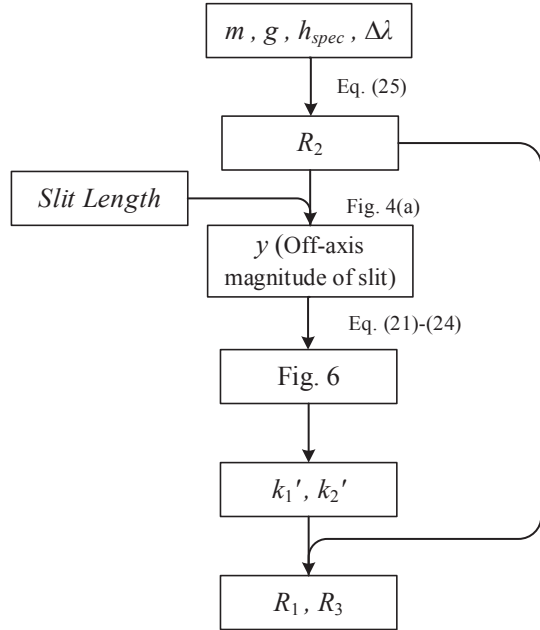 m , g , h_spec , Δλ
Eq. (25)
R₂
Slit Length
Fig. 4(a)
y (Off-axis
magnitude of slit)
Eq. (21)-(24)
Fig. 6
k₁′, k₂′
R₁ , R₃